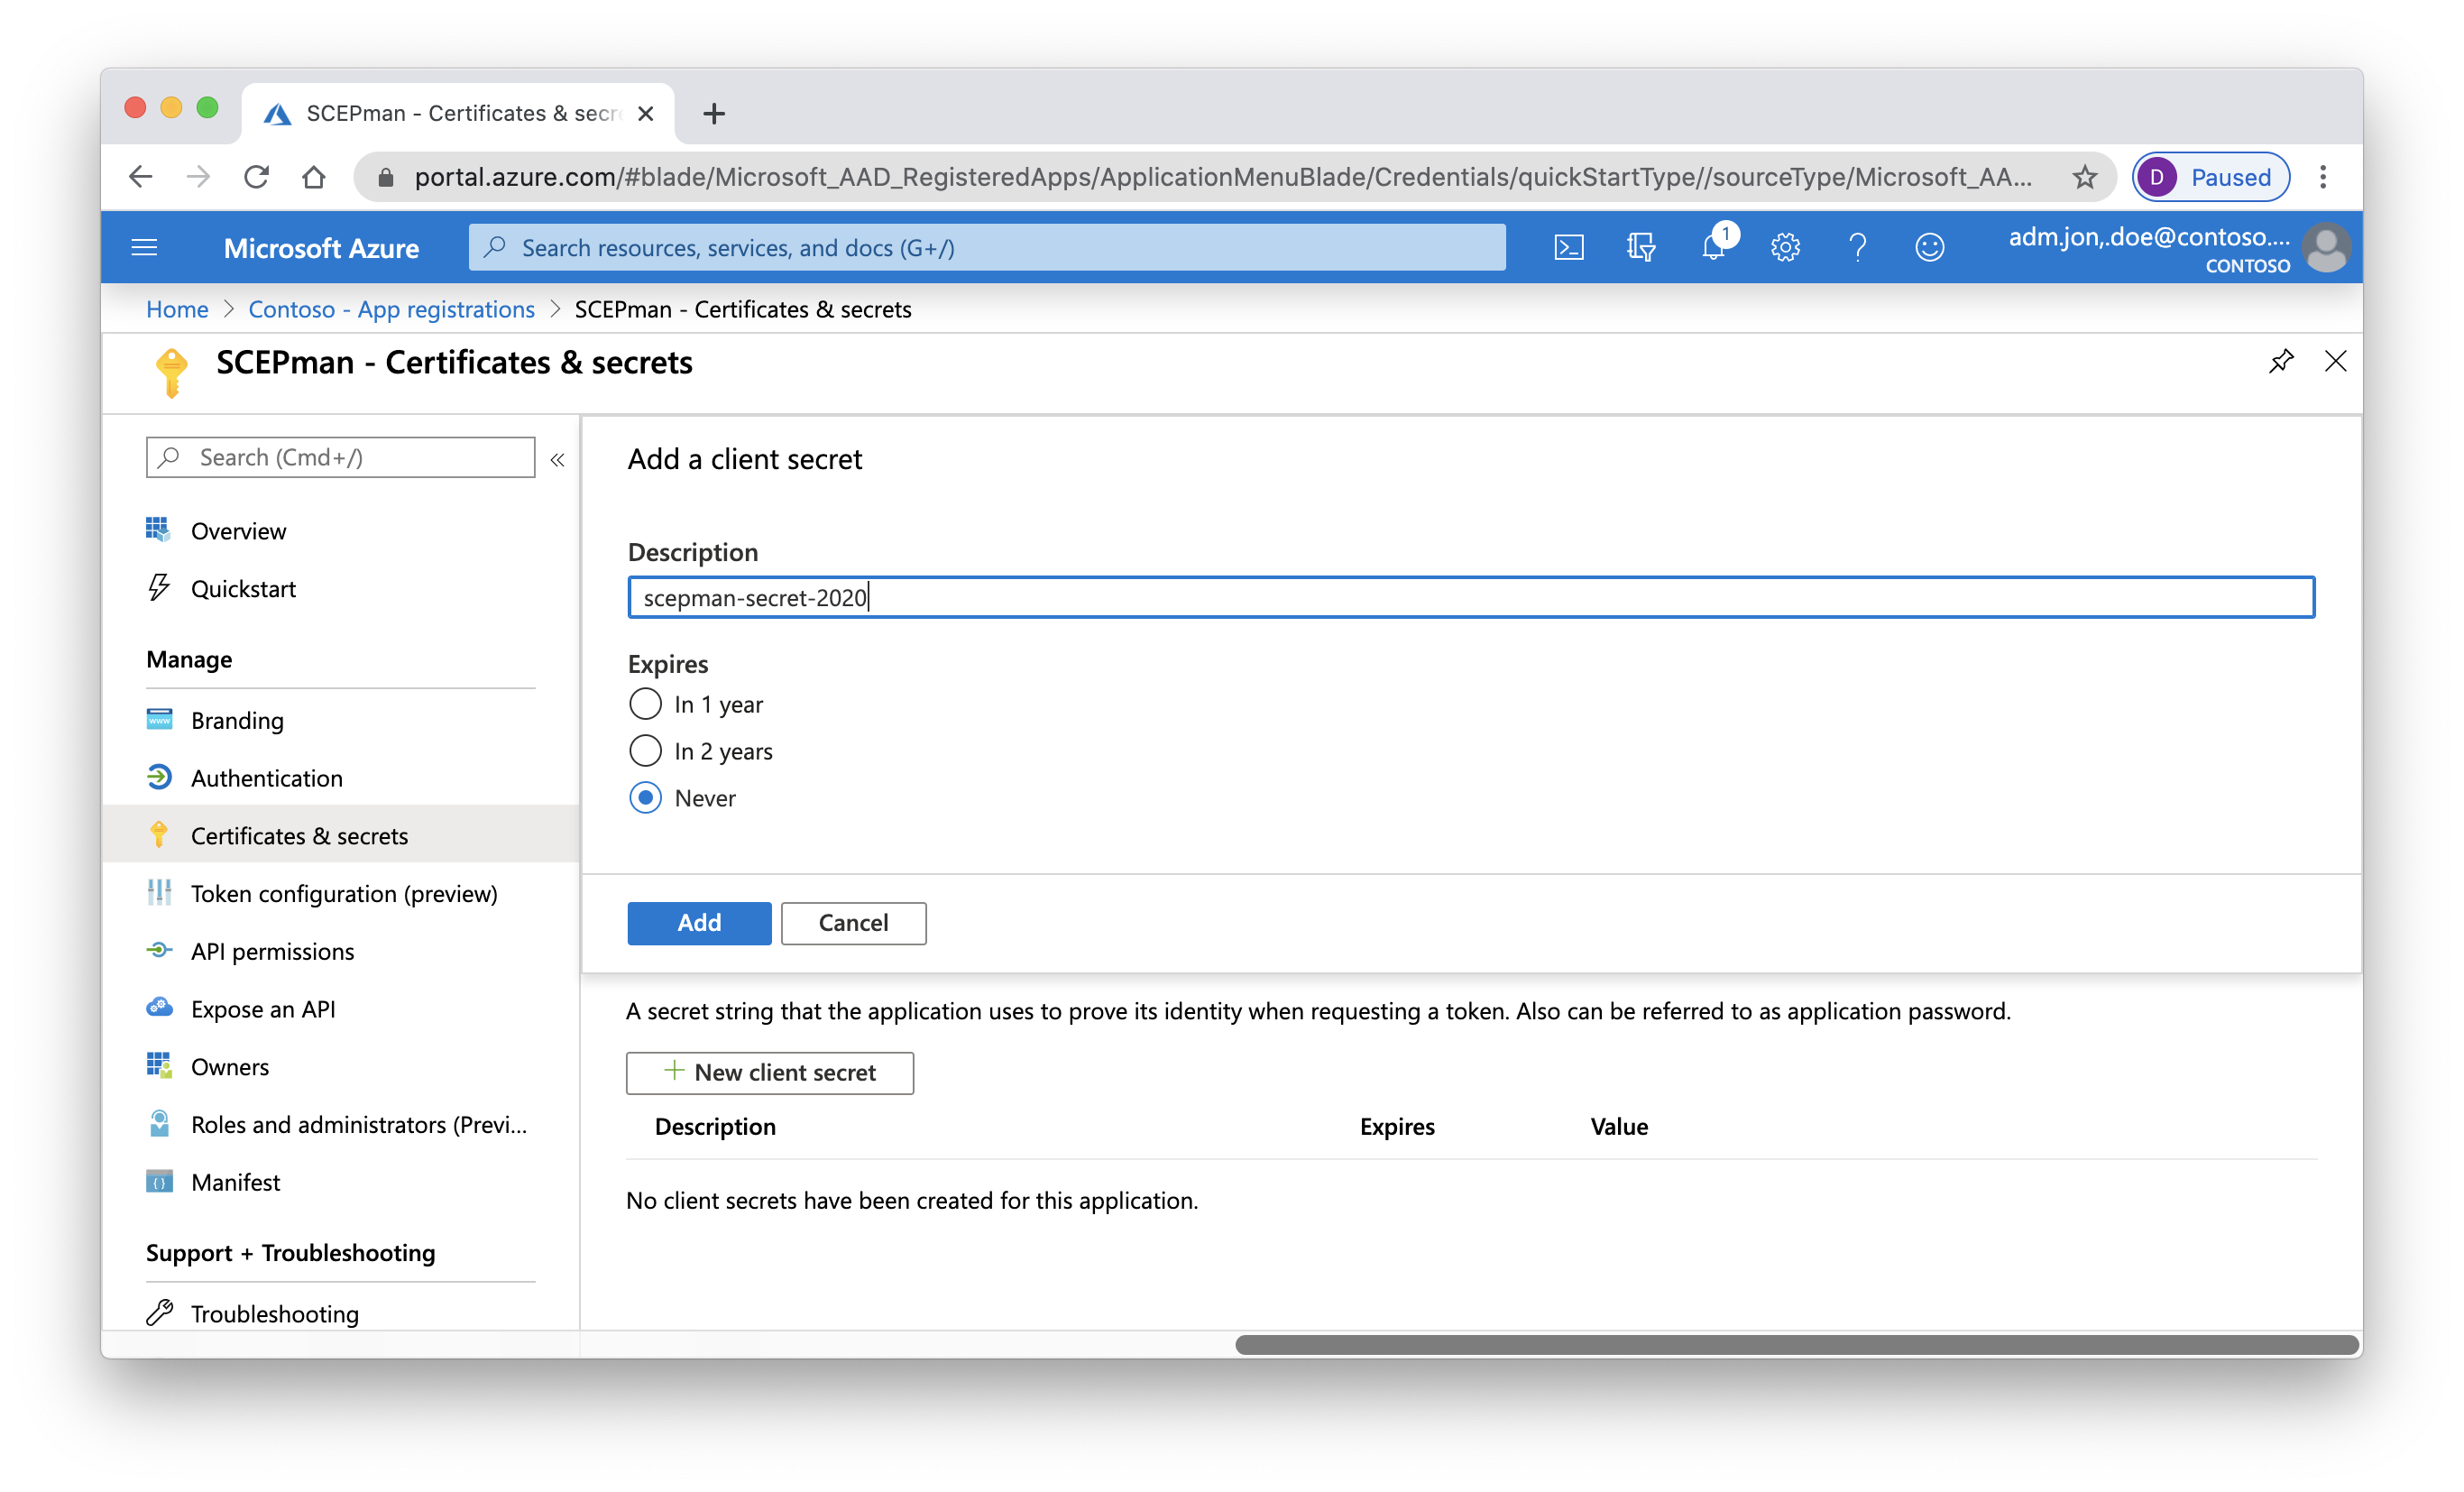 SCEPman - Certificates & secre
portal.azure.com/#blade/Microsoft_AAD_RegisteredApps/ApplicationMenuBlade/Credentials/quickStartType//sourceType/Microsoft_AA...
D Paused
Microsoft Azure
Search resources, services, and docs (G+/)
1
adm.jon,.doe@contoso....
CONTOSO
Home > Contoso - App registrations > SCEPman - Certificates & secrets
SCEPman - Certificates & secrets
Search (Cmd+/)
Overview
Quickstart
Manage
Branding
Authentication
Certificates & secrets
Token configuration (preview)
API permissions
Expose an API
Owners
Roles and administrators (Previ...
Manifest
Support + Troubleshooting
Troubleshooting
Add a client secret
Description
scepman-secret-2020
Expires
In 1 year
In 2 years
Never
Add Cancel
A secret string that the application uses to prove its identity when requesting a token. Also can be referred to as application password.
New client secret
Description Expires Value
No client secrets have been created for this application.